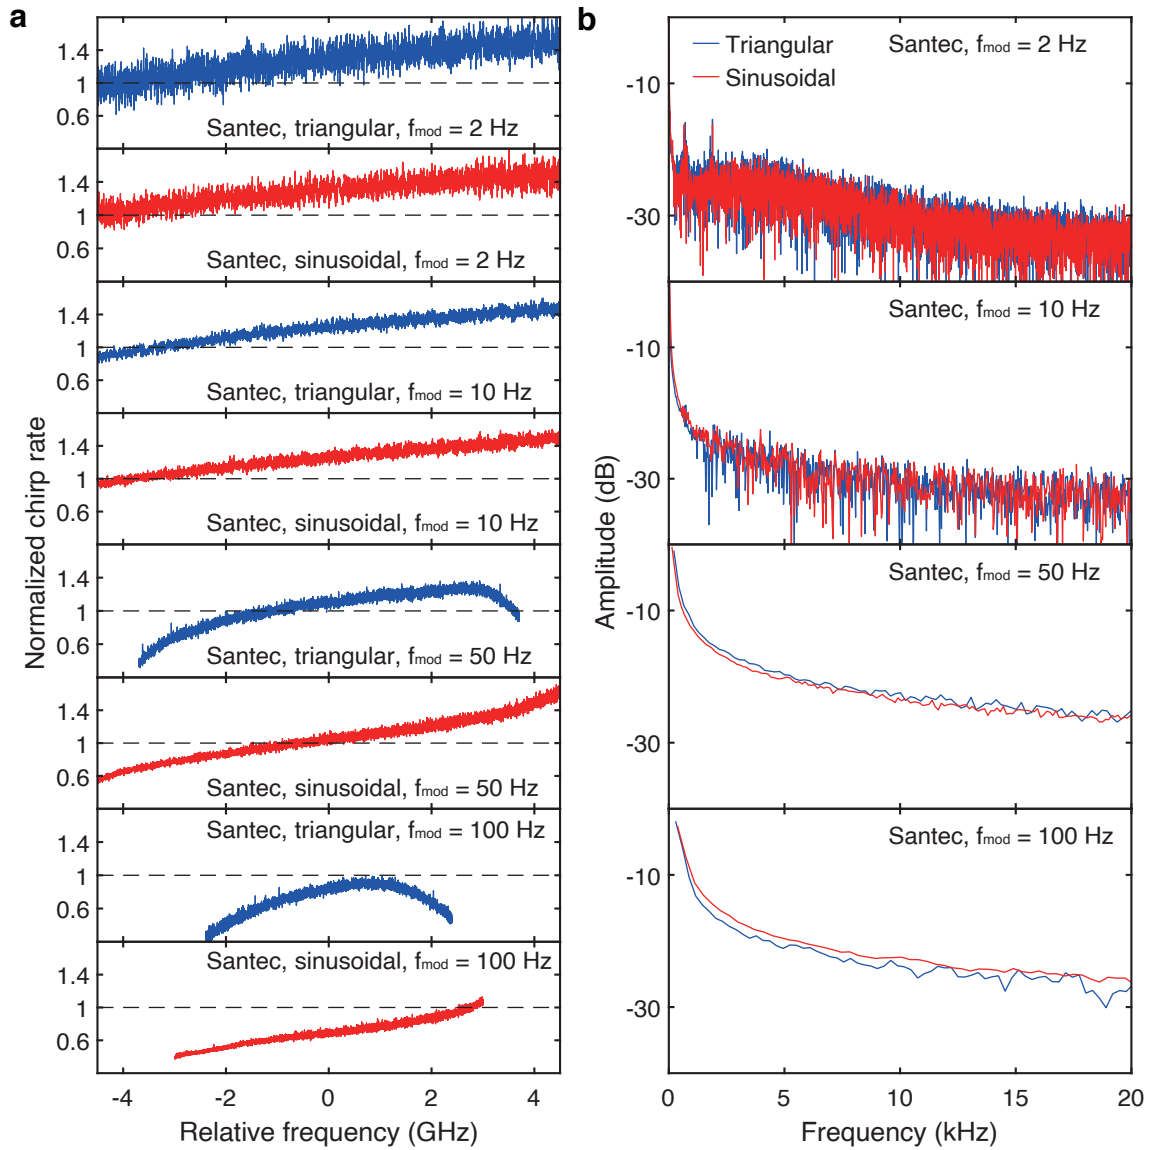 a
Normalized chirp rate
1.4
1
0.6
Santec, triangular, fmod = 2 Hz
1.4
1
0.6
Santec, sinusoidal, fmod = 2 Hz
1.4
1
0.6
Santec, triangular, fmod = 10 Hz
1.4
1
0.6
Santec, sinusoidal, fmod = 10 Hz
1.4
1
0.6
Santec, triangular, fmod = 50 Hz
1.4
1
0.6
Santec, sinusoidal, fmod = 50 Hz
Santec, triangular, fmod = 100 Hz
1.4
1
0.6
Santec, sinusoidal, fmod = 100 Hz
1.4
1
0.6
-4 -2 0 2 4
Relative frequency (GHz)
b
Amplitude (dB)
Triangular
Sinusoidal
Santec, fmod = 2 Hz
-10
-30
Santec, fmod = 10 Hz
-10
-30
Santec, fmod = 50 Hz
-10
-30
Santec, fmod = 100 Hz
-10
-30
0 5 10 15 20
Frequency (kHz)